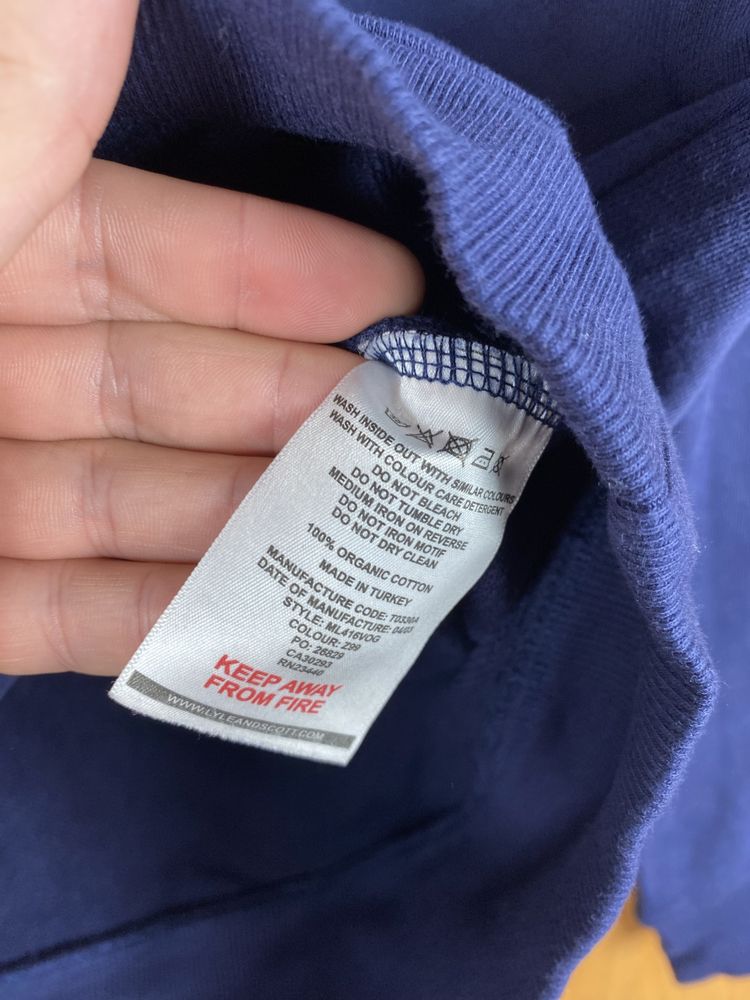 WASH INSIDE OUT WITH SIMILAR COLOURS
WASH WITH COLOUR CARE DETERGENT
DO NOT BLEACH
DO NOT TUMBLE DRY
MEDIUM IRON ON REVERSE
DO NOT IRON MOTIF
DO NOT DRY CLEAN
100% ORGANIC COTTON
MADE IN TURKEY
MANUFACTURE CODE: T0330A
DATE OF MANUFACTURE: 04/03
STYLE: ML416VOG
COLOUR: Z99
PO: 26829
CA30293
RN23440
KEEP AWAY
FROM FIRE
WWW.LYLEANDSCOTT.COM